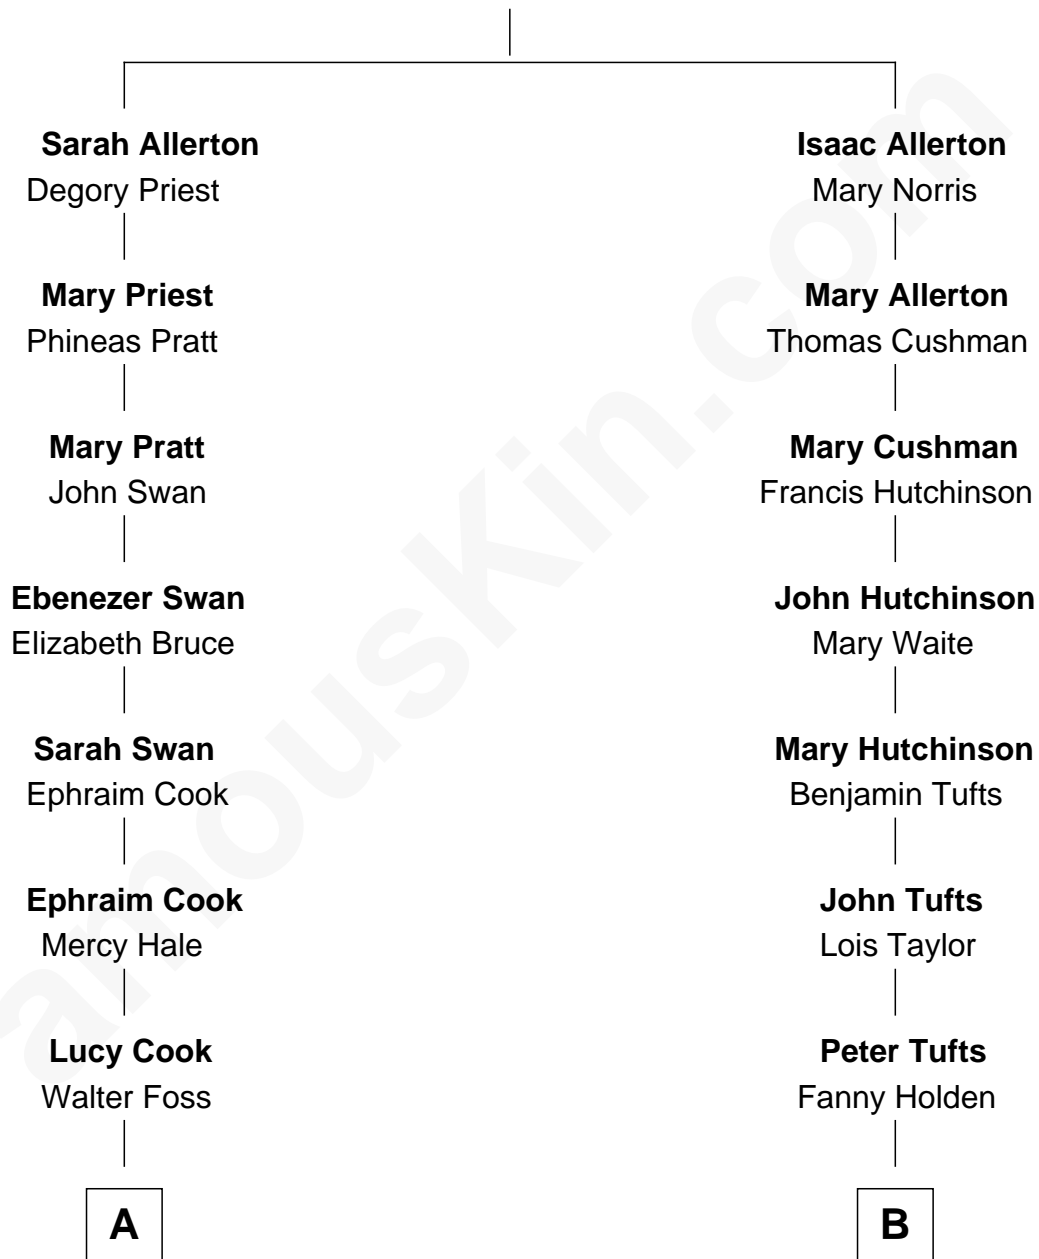 Sarah Allerton
Degory Priest
Isaac Allerton
Mary Norris
Mary Priest
Phineas Pratt
Mary Allerton
Thomas Cushman
Mary Pratt
John Swan
Mary Cushman
Francis Hutchinson
Ebenezer Swan
Elizabeth Bruce
John Hutchinson
Mary Waite
Sarah Swan
Ephraim Cook
Mary Hutchinson
Benjamin Tufts
Ephraim Cook
Mercy Hale
John Tufts
Lois Taylor
Lucy Cook
Walter Foss
Peter Tufts
Fanny Holden
A
B
amouskin.com